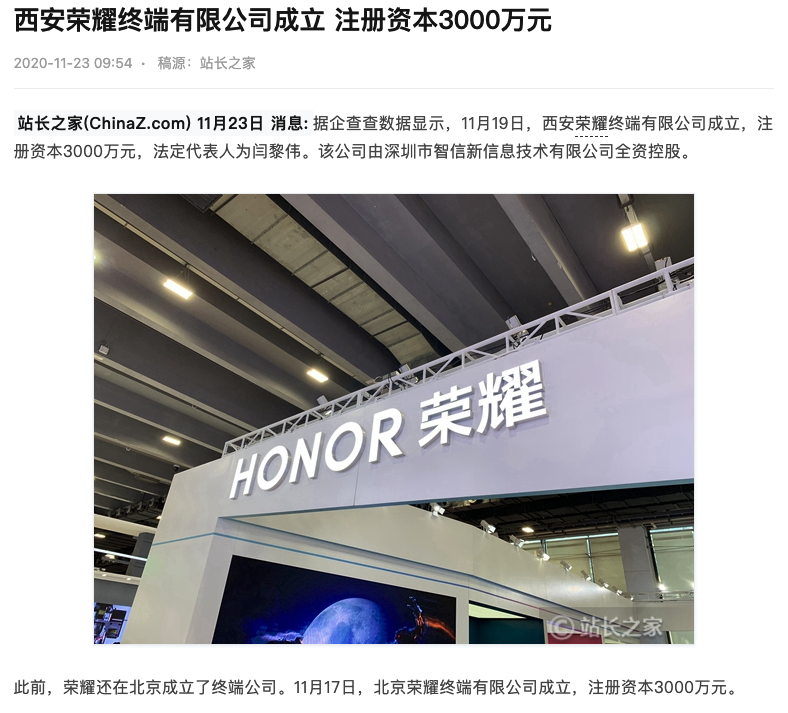 西安荣耀终端有限公司成立 注册资本3000万元
2020-11-23 09:54 · 稿源：站长之家
站长之家(ChinaZ.com) 11月23日 消息: 据企查查数据显示，11月19日，西安荣耀终端有限公司成立，注
册资本3000万元，法定代表人为闫黎伟。该公司由深圳市智信新信息技术有限公司全资控股。
HONOR 荣耀
©站长之家
此前，荣耀还在北京成立了终端公司。11月17日，北京荣耀终端有限公司成立，注册资本3000万元。